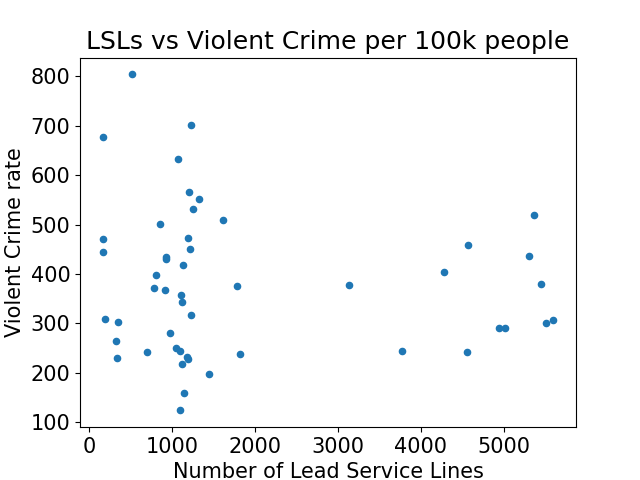 LSLs vs Violent Crime per 100k people
800
700
600
500
400
300
200
100
Violent Crime rate
0 1000 2000 3000 4000 5000
Number of Lead Service Lines